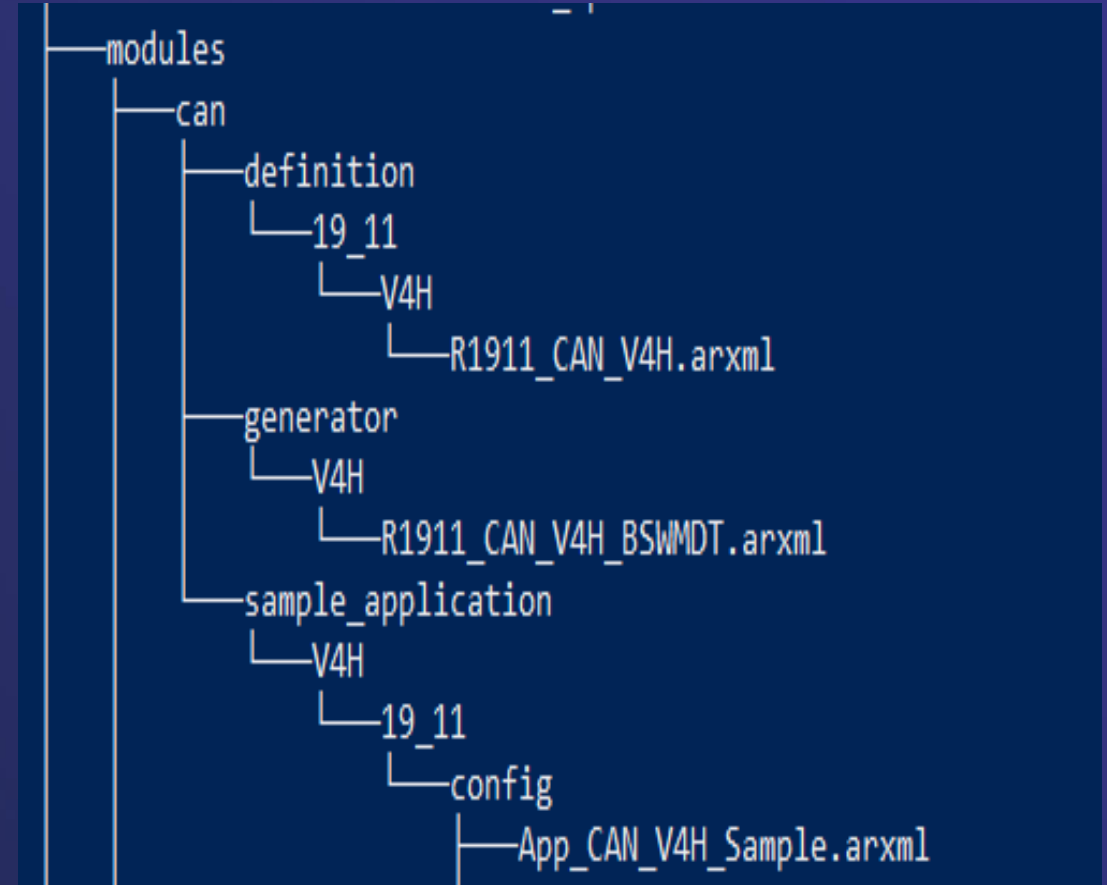 modules
can
definition
19_11
V4H
R1911_CAN_V4H.arxml
generator
V4H
R1911_CAN_V4H_BSWMDT.arxml
sample_application
V4H
19_11
config
App_CAN_V4H_Sample.arxml